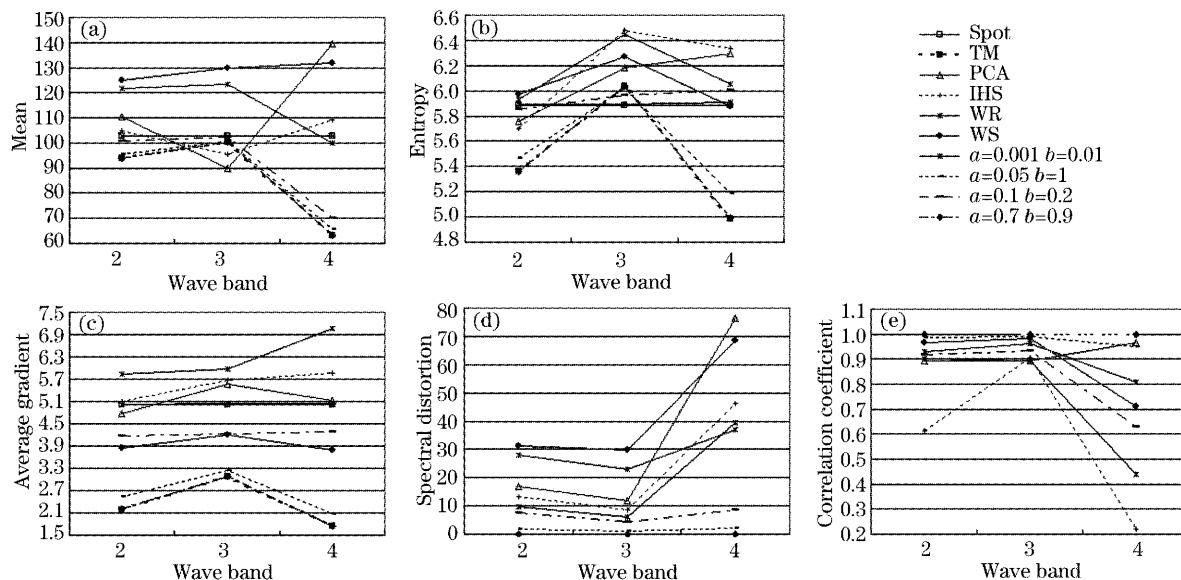 (a)
Mean
150
140
130
120
110
100
90
80
70
60
2 3 4
Wave band
(b)
Entropy
6.6
6.4
6.2
6.0
5.8
5.6
5.4
5.2
5.0
4.8
2 3 4
Wave band
Spot
TM
PCA
IHS
WR
WS
a=0.001 b=0.01
a=0.05 b=1
a=0.1 b=0.2
a=0.7 b=0.9
(c)
Average gradient
7.5
6.9
6.3
5.7
5.1
4.5
3.9
3.3
2.7
2.1
1.5
2 3 4
Wave band
(d)
Spectral distortion
80
70
60
50
40
30
20
10
0
2 3 4
Wave band
(e)
Correlation coefficient
1.1
1.0
0.9
0.8
0.7
0.6
0.5
0.4
0.3
0.2
2 3 4
Wave band